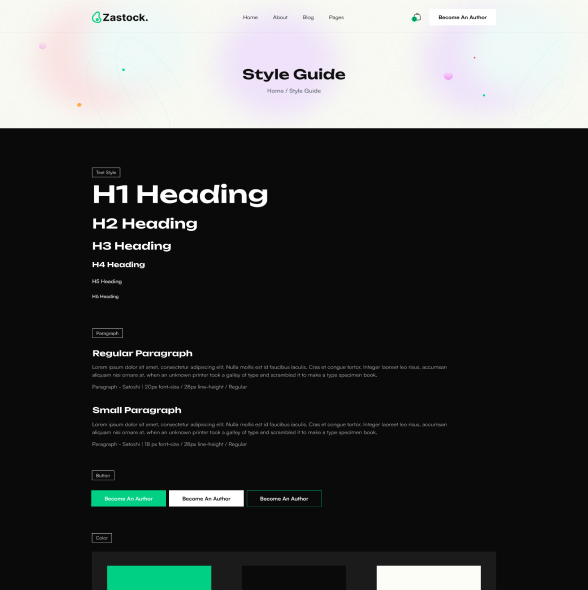 Zastock.
Home About Blog Pages
Become An Author
Style Guide
Home / Style Guide
Text Style
H1 Heading
H2 Heading
H3 Heading
H4 Heading
H5 Heading
H6 Heading
Paragraph
Regular Paragraph
Lorem ipsum dolor sit amet, consectetur adipiscing elit. Nulla mollis est id faucibus iaculis. Cras et congue tortor. Integer laoreet leo risus, accumsan
aliquam nisi ornare at. when an unknown printer took a galley of type and scrambled it to make a type specimen book.
Paragraph - Satoshi | 20px font-size / 28px line-height / Regular
Small Paragraph
Lorem ipsum dolor sit amet, consectetur adipiscing elit. Nulla mollis est id faucibus iaculis. Cras et congue tortor. Integer laoreet leo risus, accumsan
aliquam nisi ornare at. when an unknown printer took a galley of type and scrambled it to make a type specimen book.
Paragraph - Satoshi | 18 px font-size / 28px line-height / Regular
Button
Become An Author Become An Author Become An Author
Color